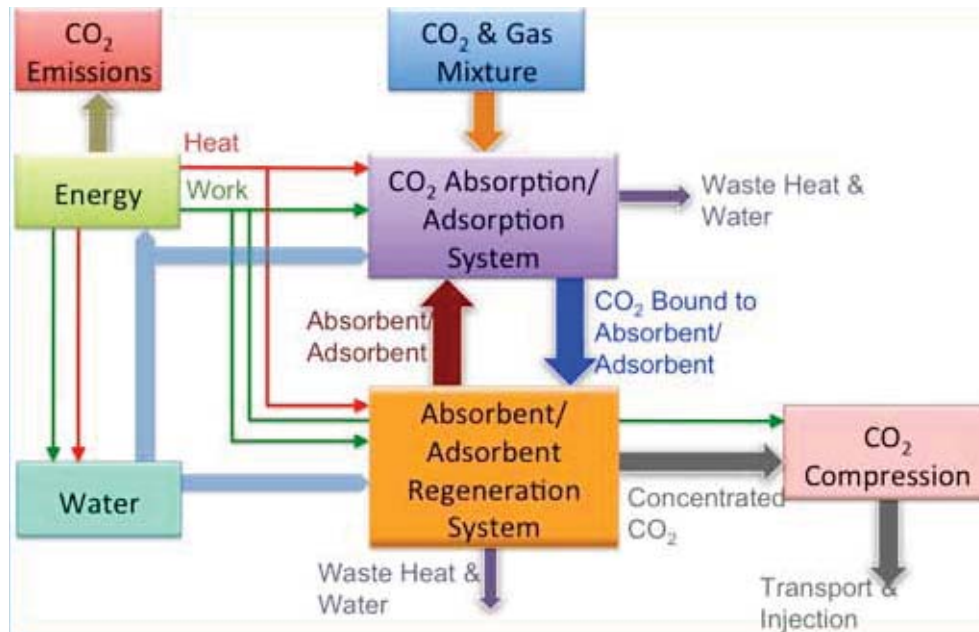 CO₂
Emissions
CO₂ & Gas
Mixture
Heat
Energy
Work
CO₂ Absorption/
Adsorption
System
Waste Heat &
Water
Absorbent/
Adsorbent
CO₂ Bound to
Absorbent/
Adsorbent
Absorbent/
Adsorbent
Regeneration
System
CO₂
Compression
Water
Concentrated
CO₂
Waste Heat &
Water
Transport &
Injection